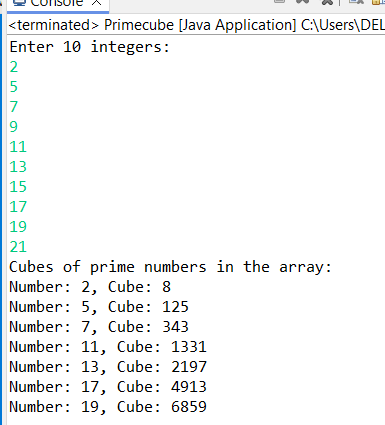 Console
<terminated> Primecube [Java Application] C:\Users\DEL
Enter 10 integers:
2
5
7
9
11
13
15
17
19
21
Cubes of prime numbers in the array:
Number: 2, Cube: 8
Number: 5, Cube: 125
Number: 7, Cube: 343
Number: 11, Cube: 1331
Number: 13, Cube: 2197
Number: 17, Cube: 4913
Number: 19, Cube: 6859